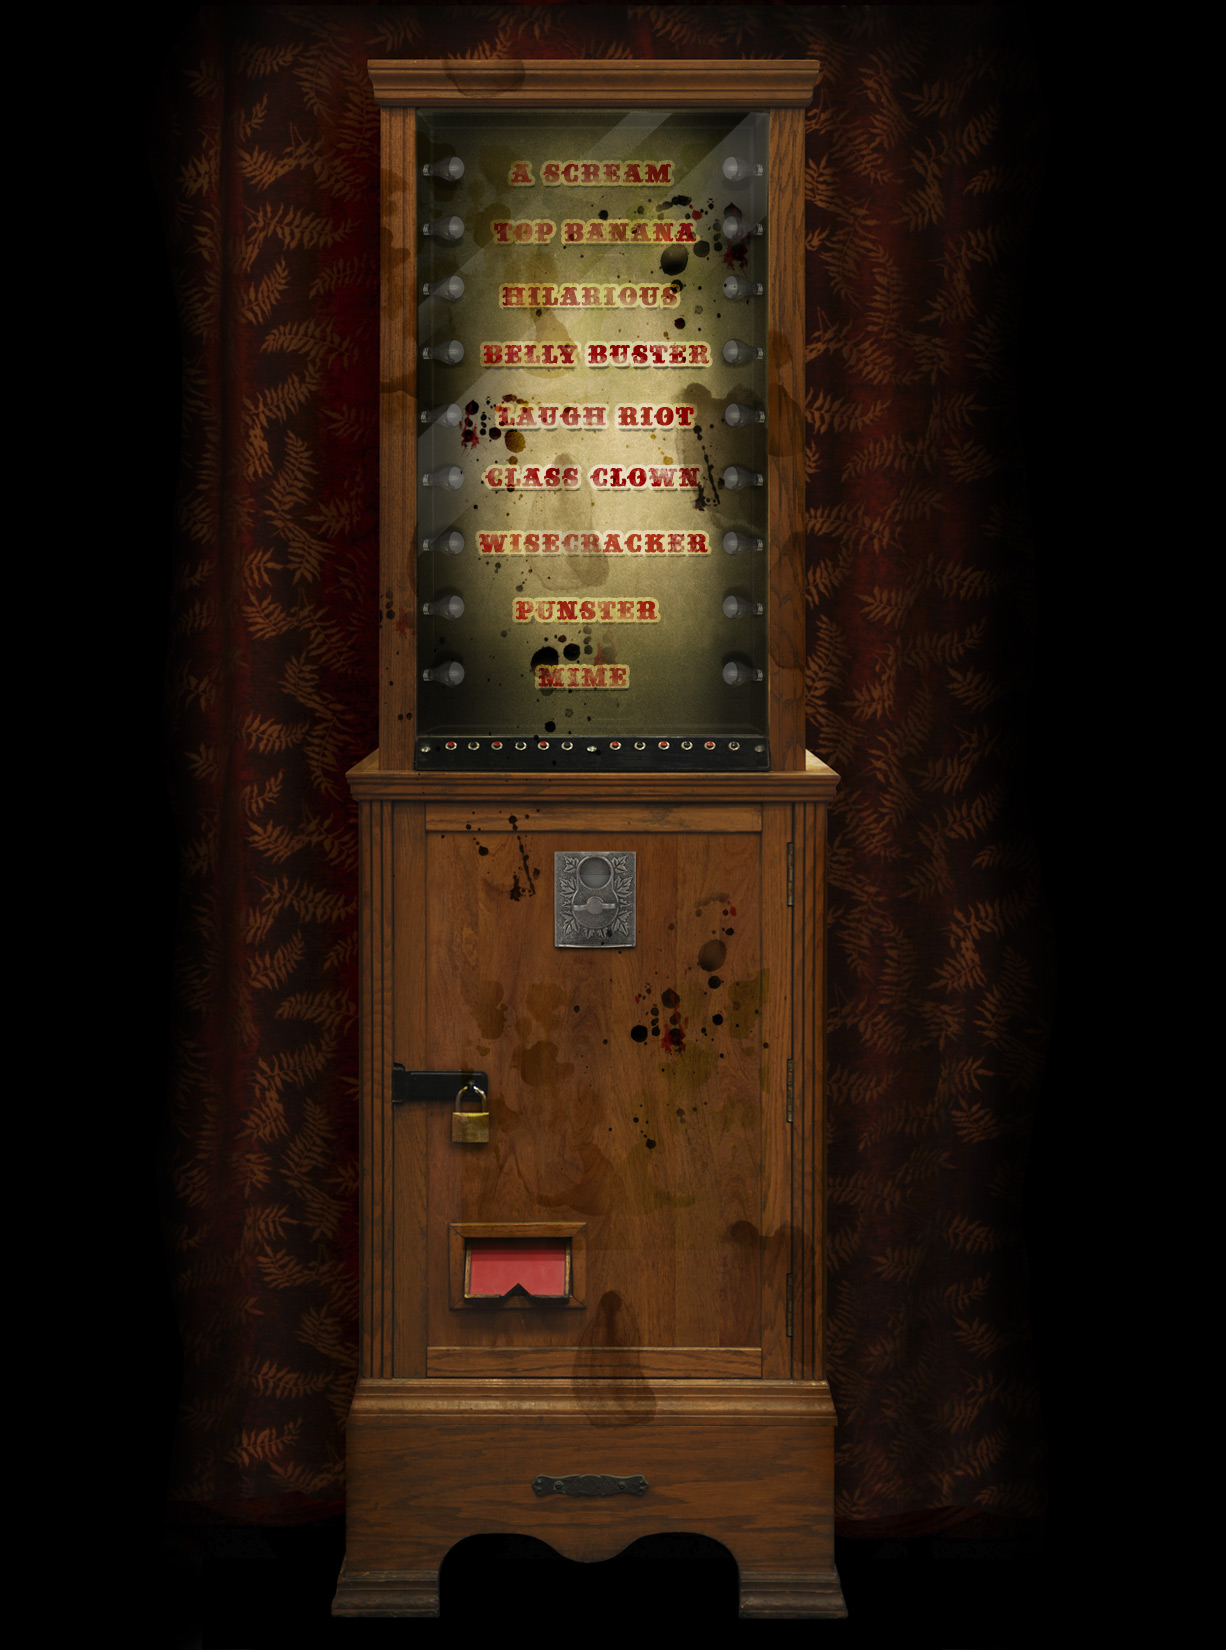 A SCREAM
TOP BANANA
HILARIOUS
BELLY BUSTER
LAUGH RIOT
CLASS CLOWN
WISECRACKER
PUNSTER
MIME